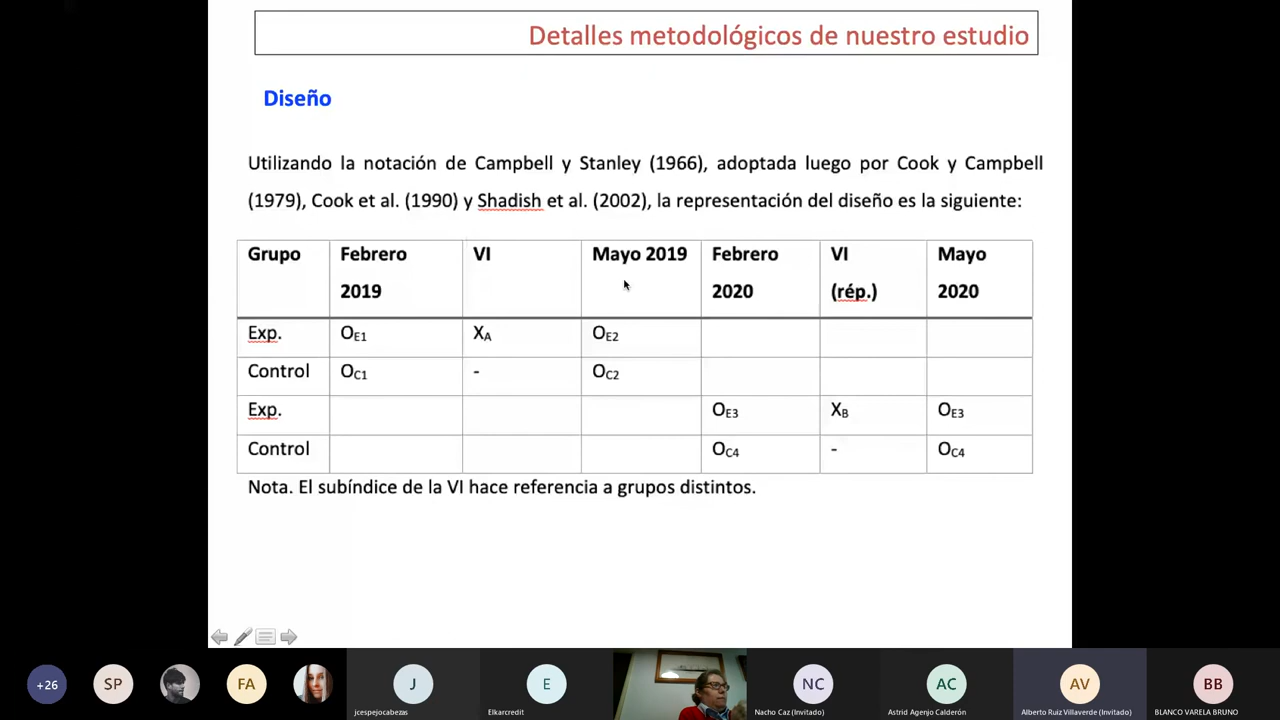 Detalles metodológicos de nuestro estudio
Diseño
Utilizando la notación de Campbell y Stanley (1966), adoptada luego por Cook y Campbell
(1979), Cook et al. (1990) y Shadish et al. (2002), la representación del diseño es la siguiente:
Grupo Febrero 2019 VI Mayo 2019 Febrero 2020 VI (rép.) Mayo 2020
Exp. OE1 XA OE2
Control OC1 - OC2
Exp. OE3 XB OE3
Control OC4 - OC4
Nota. El subíndice de la VI hace referencia a grupos distintos.
+26 SP FA J E NC AC AV BB
jcespejocabezas Elkarcredit Nacho Caz (Invitado) Astrid Agenjo Calderón Alberto Ruiz Villaverde (Invitado) BLANCO VARELA BRUNO